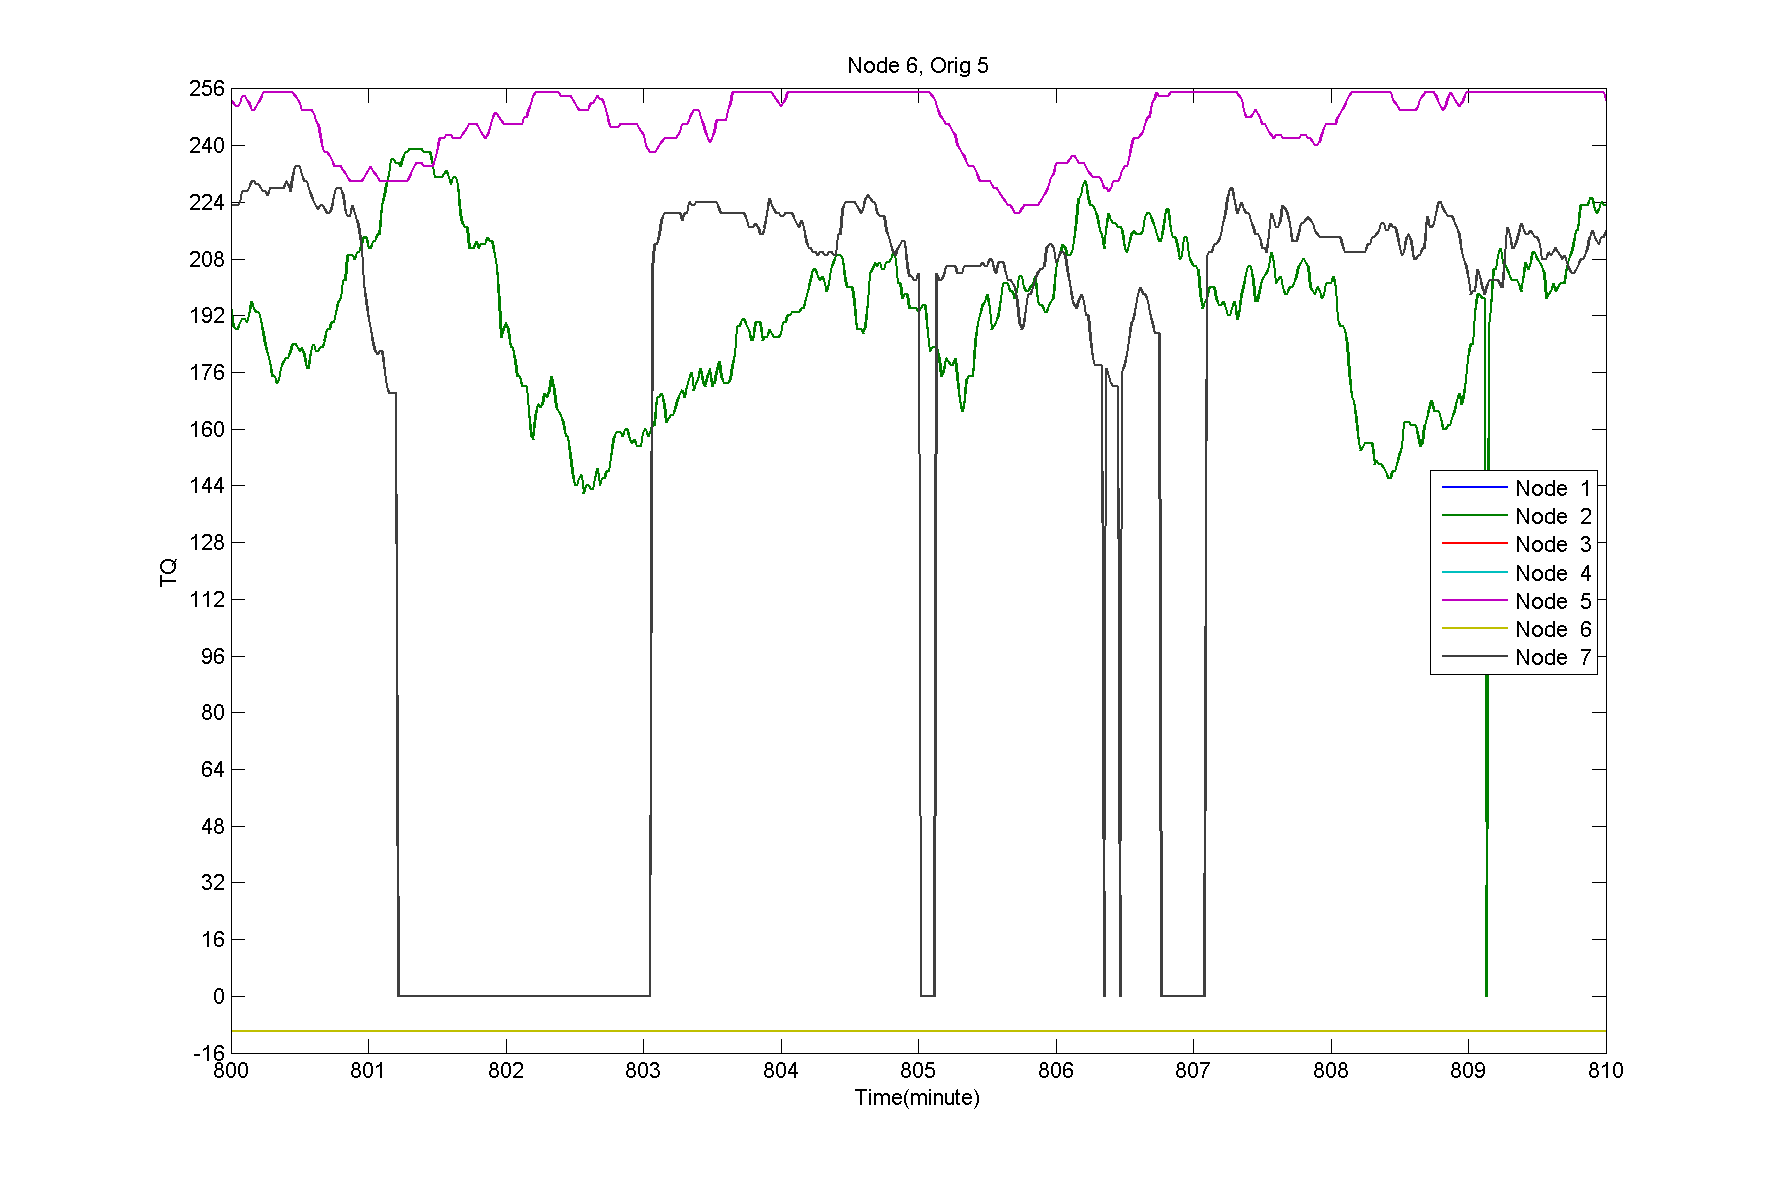 Node 6, Orig 5
256
240
224
208
192
176
160
144
128
112
96
80
64
48
32
16
0
-16
TQ
Node 1
Node 2
Node 3
Node 4
Node 5
Node 6
Node 7
800 801 802 803 804 805 806 807 808 809 810
Time(minute)